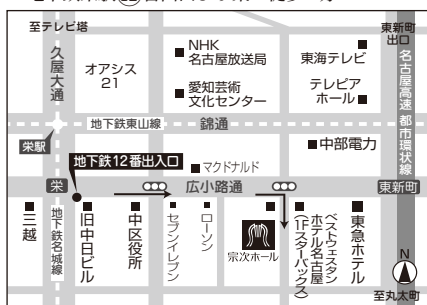 至テレビ塔
久屋大通
オアシス
21
NHK
名古屋放送局
愛知芸術
文化センター
東海テレビ
テレピア
ホール
東新町
出口
名古屋高速 都市環状線
地下鉄東山線
錦通
栄駅
地下鉄12番出入口
マクドナルド
中部電力
栄
広小路通
東新町
三越
地下鉄名城線
旧中日ビル
中区役所
セブンイレブン
ローソン
宗次ホール
ベストウェスタン
ホテル名古屋
(1Fスターバックス)
東急ホテル
N
至丸太町